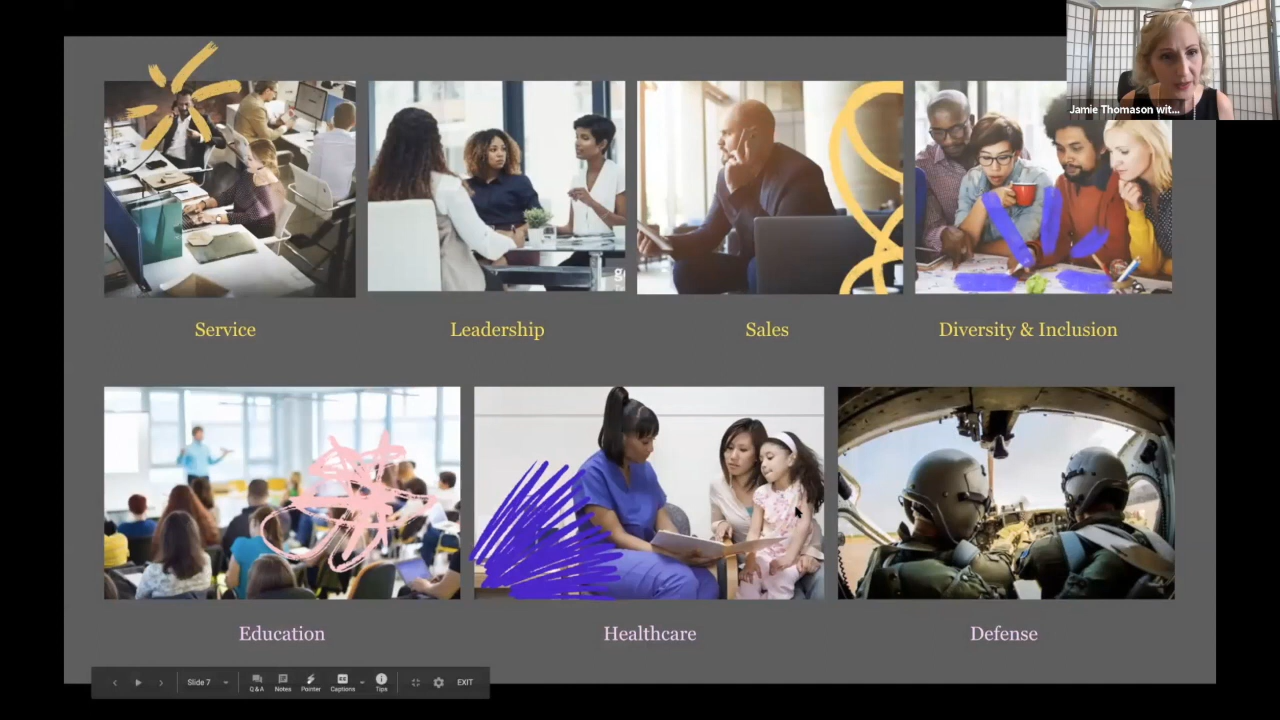 Jamie Thomason wit...
Service
Leadership
Sales
Diversity & Inclusion
Education
Healthcare
Defense
Slide 7
Q&A
Notes
Pointer
Captions
Tips
EXIT